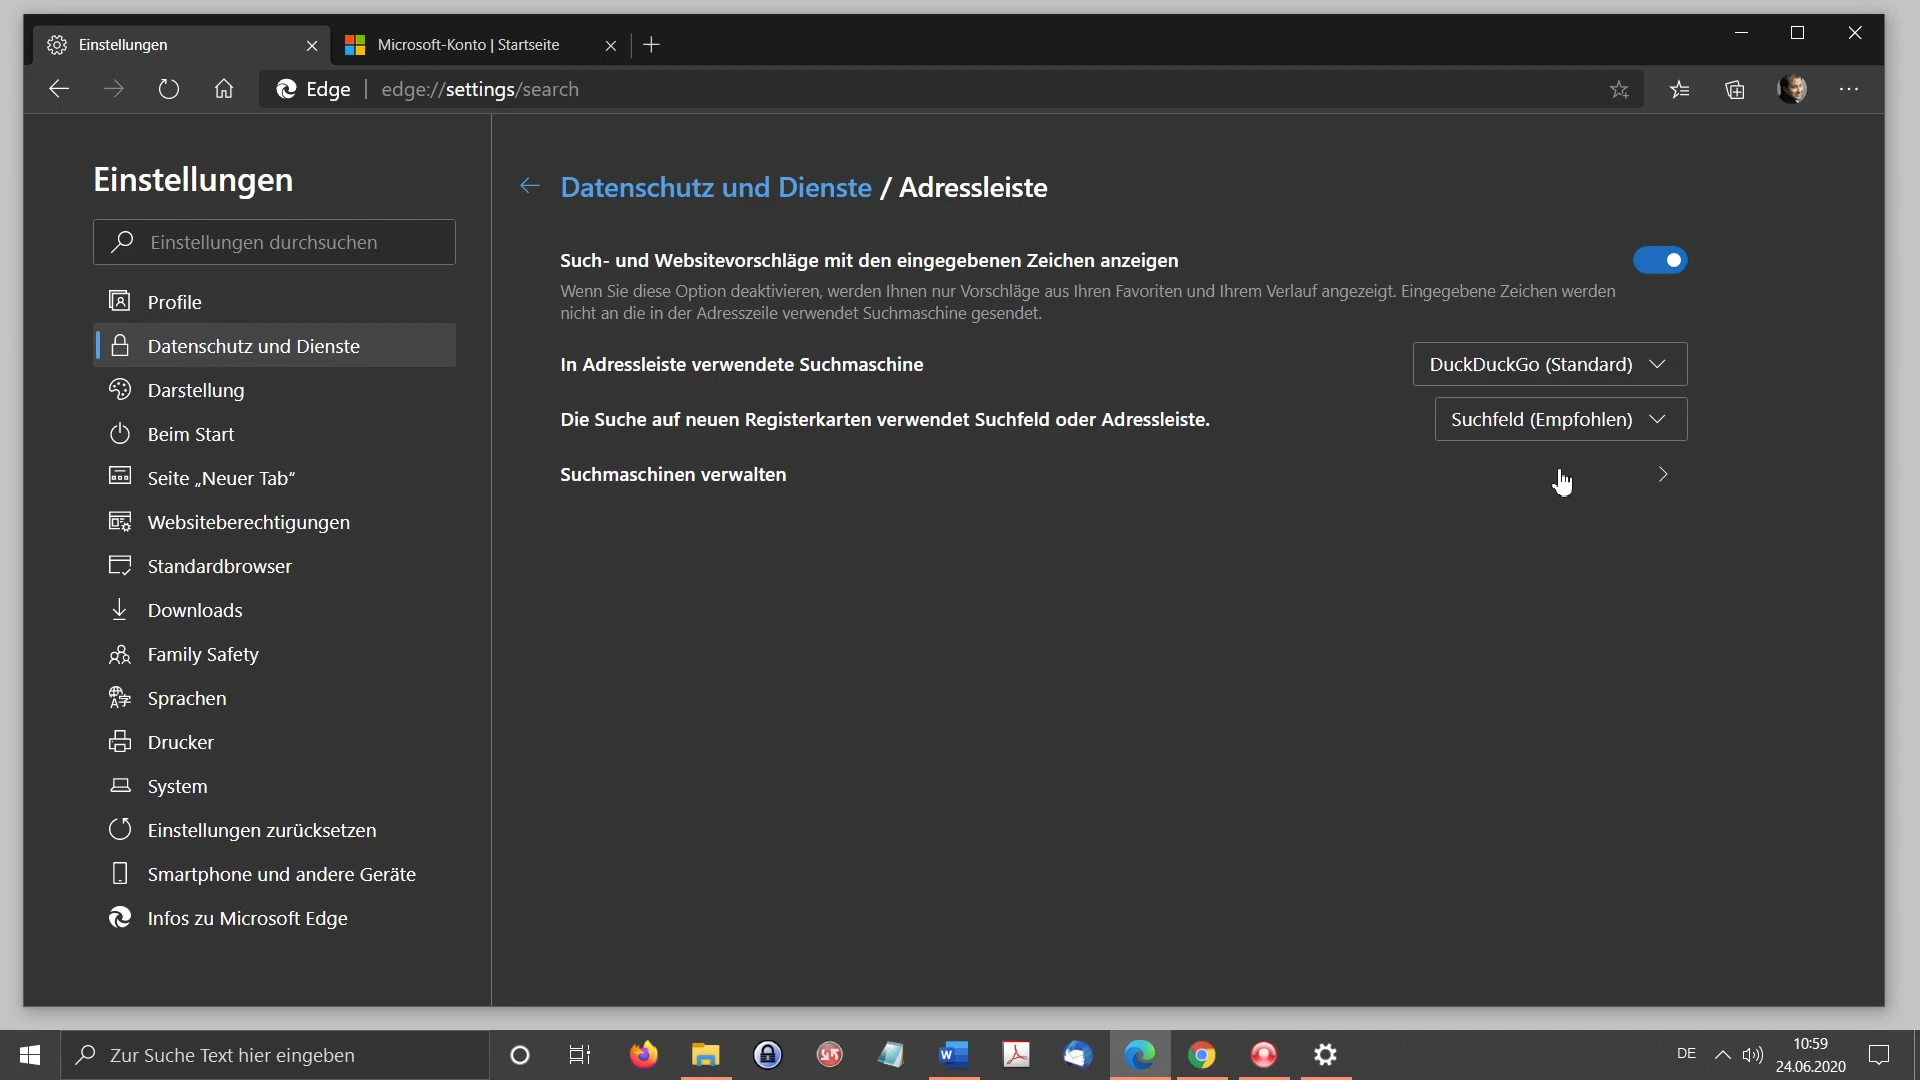 Einstellungen
Microsoft-Konto | Startseite
Edge
edge://settings/search
Einstellungen
Einstellungen durchsuchen
Profile
Datenschutz und Dienste
Darstellung
Beim Start
Seite „Neuer Tab“
Websiteberechtigungen
Standardbrowser
Downloads
Family Safety
Sprachen
Drucker
System
Einstellungen zurücksetzen
Smartphone und andere Geräte
Infos zu Microsoft Edge
Datenschutz und Dienste / Adressleiste
Such- und Websitevorschläge mit den eingegebenen Zeichen anzeigen
Wenn Sie diese Option deaktivieren, werden Ihnen nur Vorschläge aus Ihren Favoriten und Ihrem Verlauf angezeigt. Eingegebene Zeichen werden
nicht an die in der Adresszeile verwendet Suchmaschine gesendet.
In Adressleiste verwendete Suchmaschine
DuckDuckGo (Standard)
Die Suche auf neuen Registerkarten verwendet Suchfeld oder Adressleiste.
Suchfeld (Empfohlen)
Suchmaschinen verwalten
Zur Suche Text hier eingeben
DE
10:59
24.06.2020